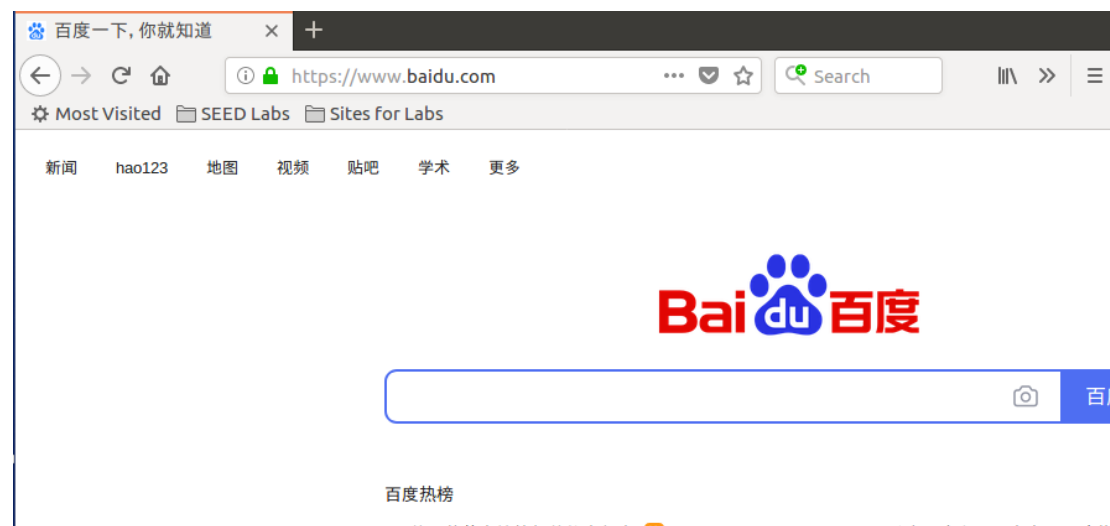 百度一下, 你就知道
https://www.baidu.com
Search
Most Visited SEED Labs Sites for Labs
新闻 hao123 地图 视频 贴吧 学术 更多
Bai du 百度
百度热榜